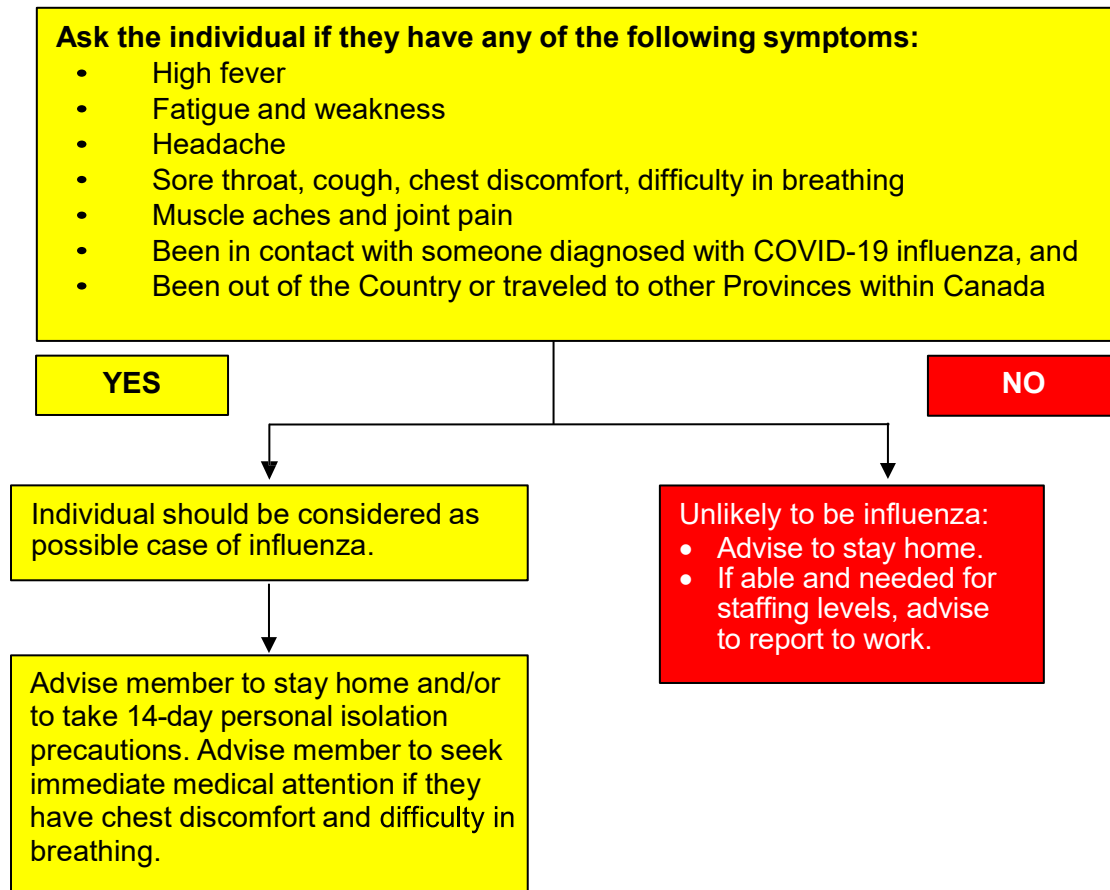 Ask the individual if they have any of the following symptoms:
• High fever
• Fatigue and weakness
• Headache
• Sore throat, cough, chest discomfort, difficulty in breathing
• Muscle aches and joint pain
• Been in contact with someone diagnosed with COVID-19 influenza, and
• Been out of the Country or traveled to other Provinces within Canada
YES
NO
Individual should be considered as
possible case of influenza.
Unlikely to be influenza:
• Advise to stay home.
• If able and needed for
staffing levels, advise
to report to work.
Advise member to stay home and/or
to take 14-day personal isolation
precautions. Advise member to seek
immediate medical attention if they
have chest discomfort and difficulty in
breathing.